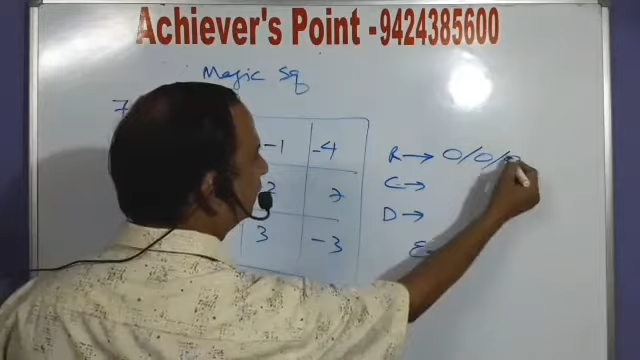 Achiever's Point -9424385600
Magic Sq
7
-1 -4 R → 0/0/0
2 7 C →
D →
3 -3 E